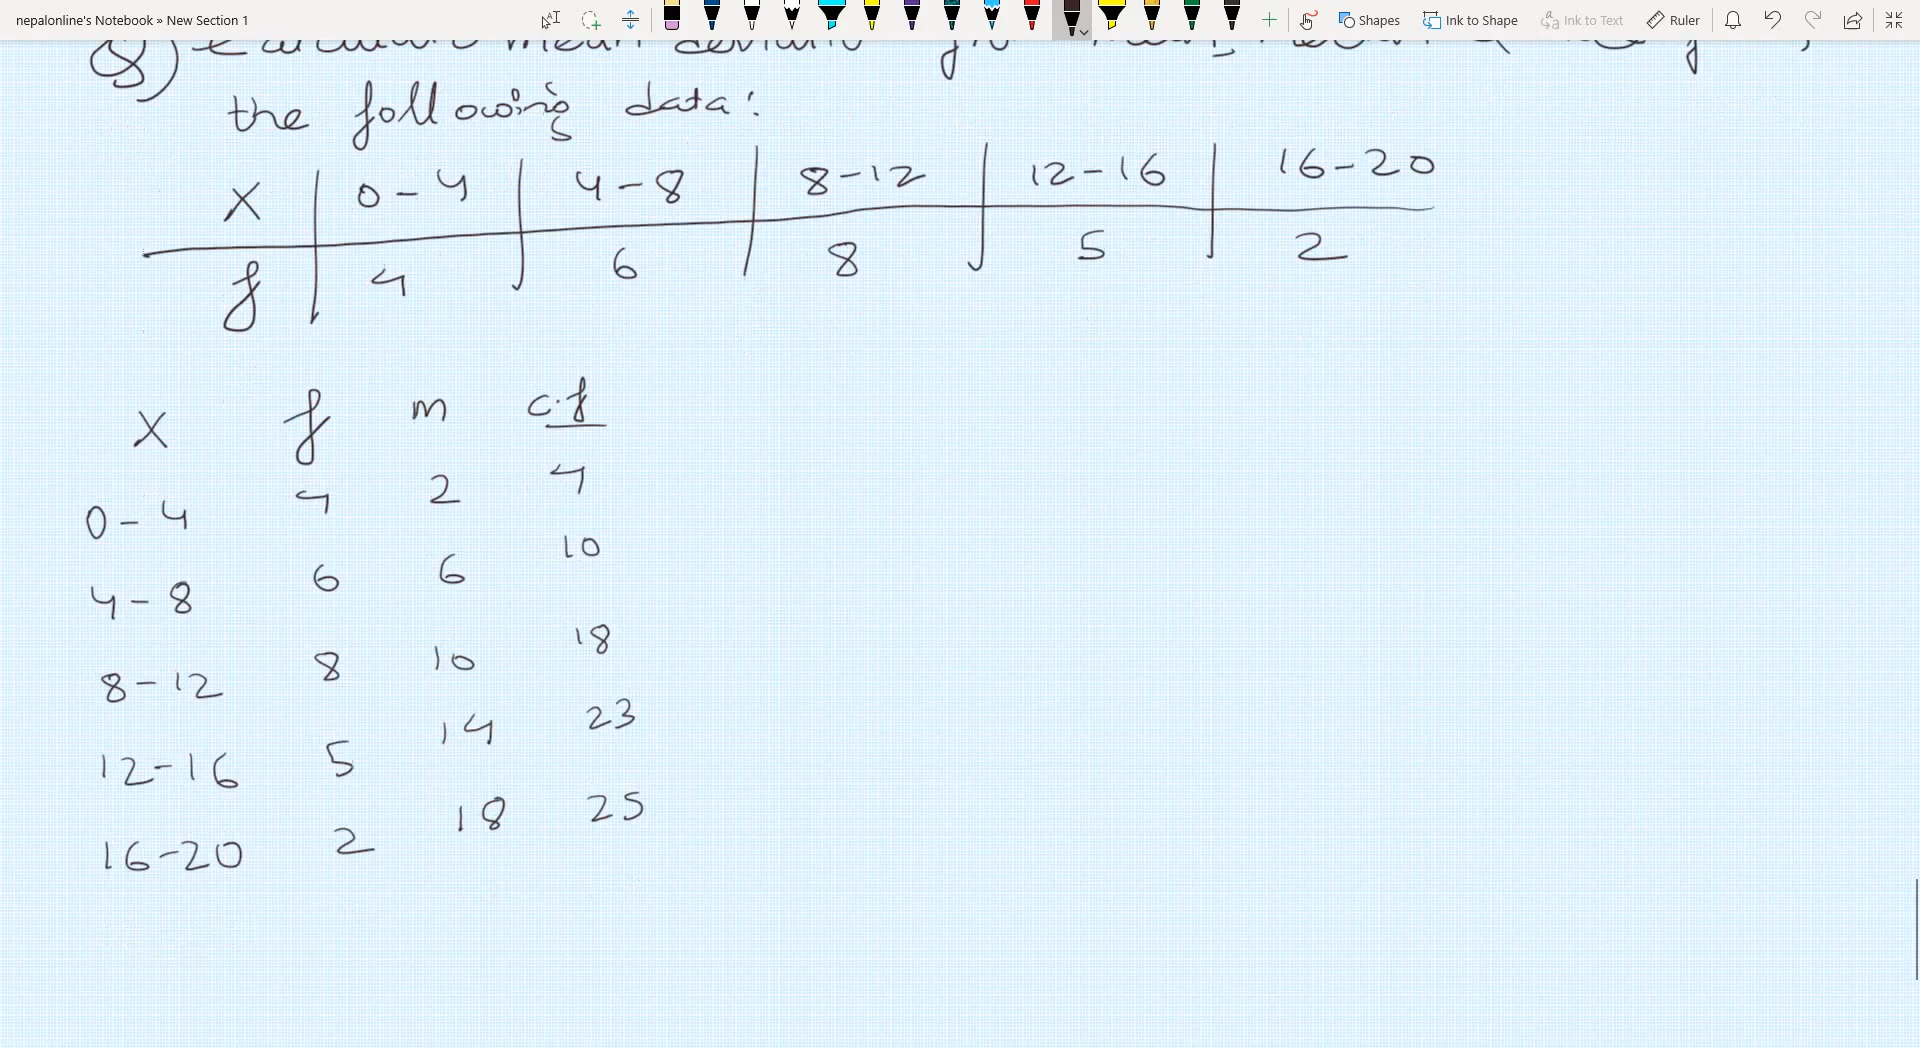 nepalonline's Notebook » New Section 1
Shapes Ink to Shape Ink to Text Ruler
Q) mean
the following data:
X 0-4 4-8 8-12 12-16 16-20
f 4 6 8 5 2
X f m c.f
0-4 4 2 4
4-8 6 6 10
8-12 8 10 18
12-16 5 14 23
16-20 2 18 25